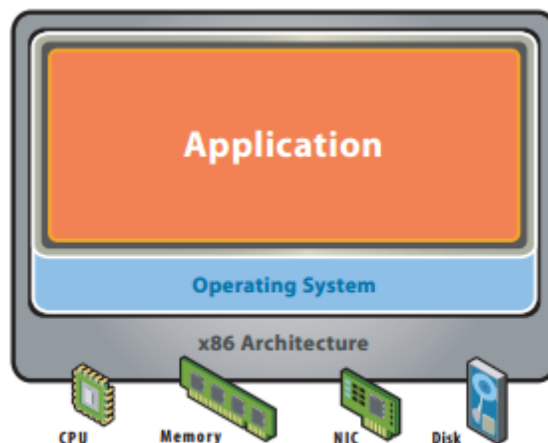 Application
Operating System
x86 Architecture
CPU Memory NIC Disk